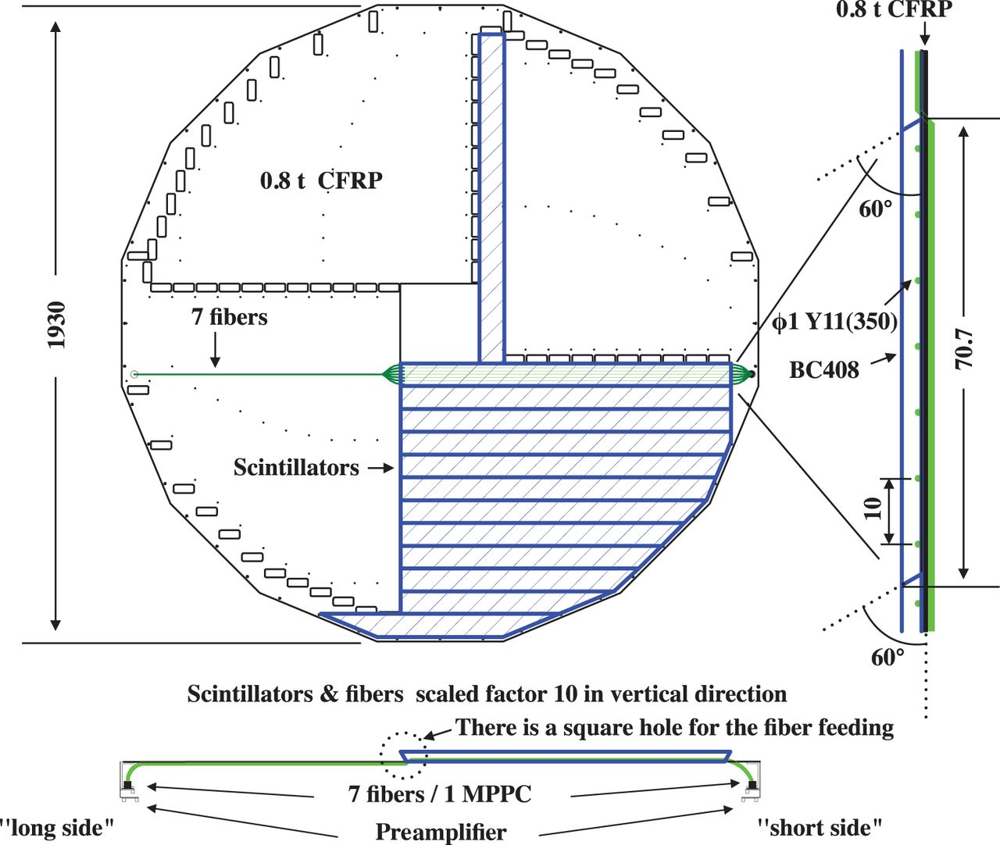 0.8 t CFRP
0.8 t CFRP
60°
1930
7 fibers
ϕ1 Y11(350)
BC408
70.7
Scintillators
10
60°
Scintillators & fibers scaled factor 10 in vertical direction
There is a square hole for the fiber feeding
7 fibers / 1 MPPC
"long side"
Preamplifier
"short side"